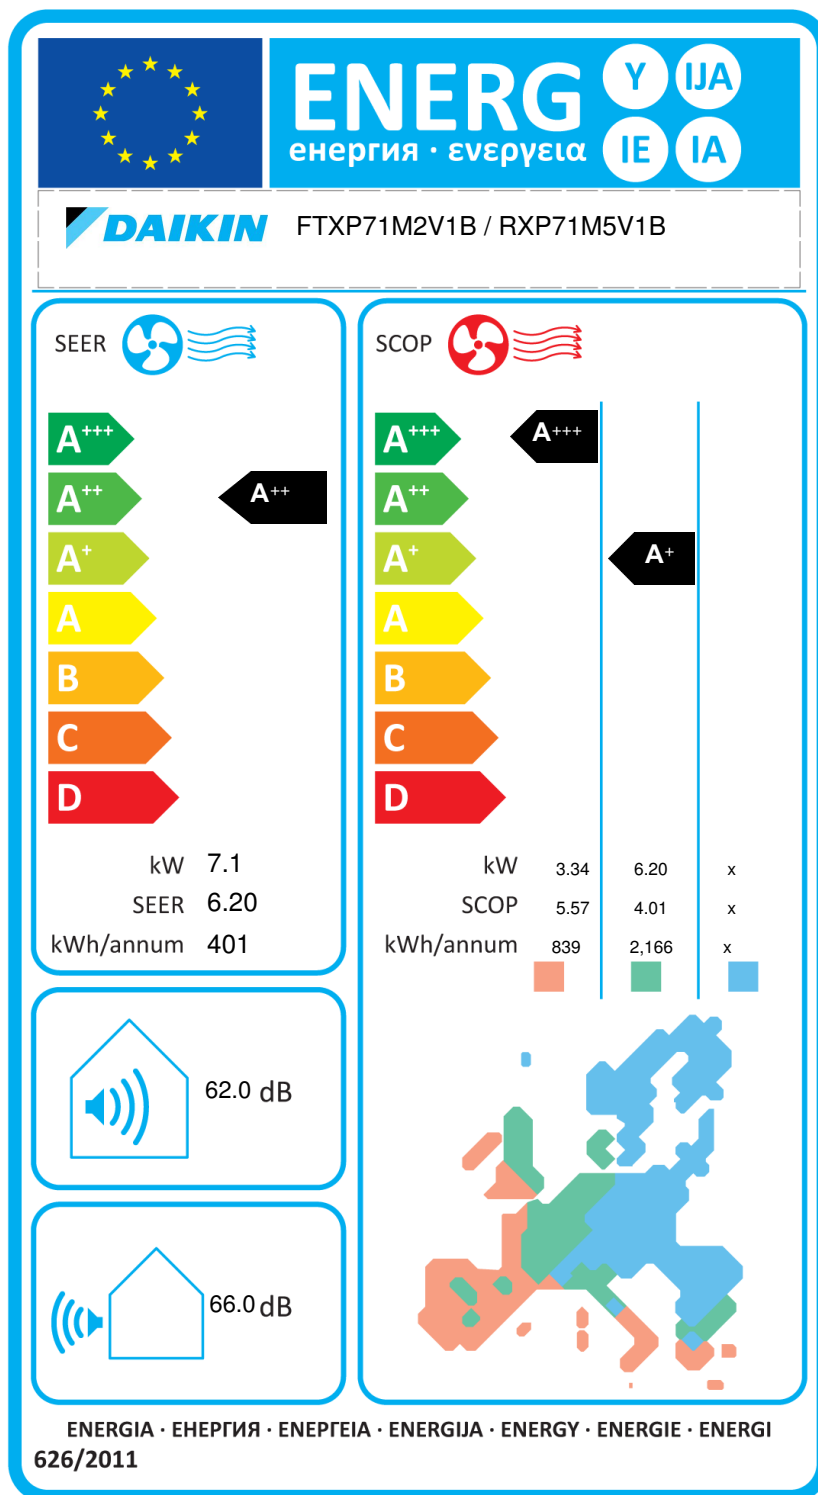 ENERG
енергия · ενεργεια
Y IJA
IE IA
DAIKIN FTXP71M2V1B / RXP71M5V1B
SEER
A+++
A++
A+
A
B
C
D
A++
kW 7.1
SEER 6.20
kWh/annum 401
SCOP
A+++
A++
A+
A
B
C
D
A+++
A+
kW 3.34 6.20 x
SCOP 5.57 4.01 x
kWh/annum 839 2,166 x
62.0 dB
66.0 dB
ENERGIA · ЕНЕРГИЯ · ΕΝΕΡΓΕΙΑ · ENERGIJA · ENERGY · ENERGIE · ENERGI
626/2011